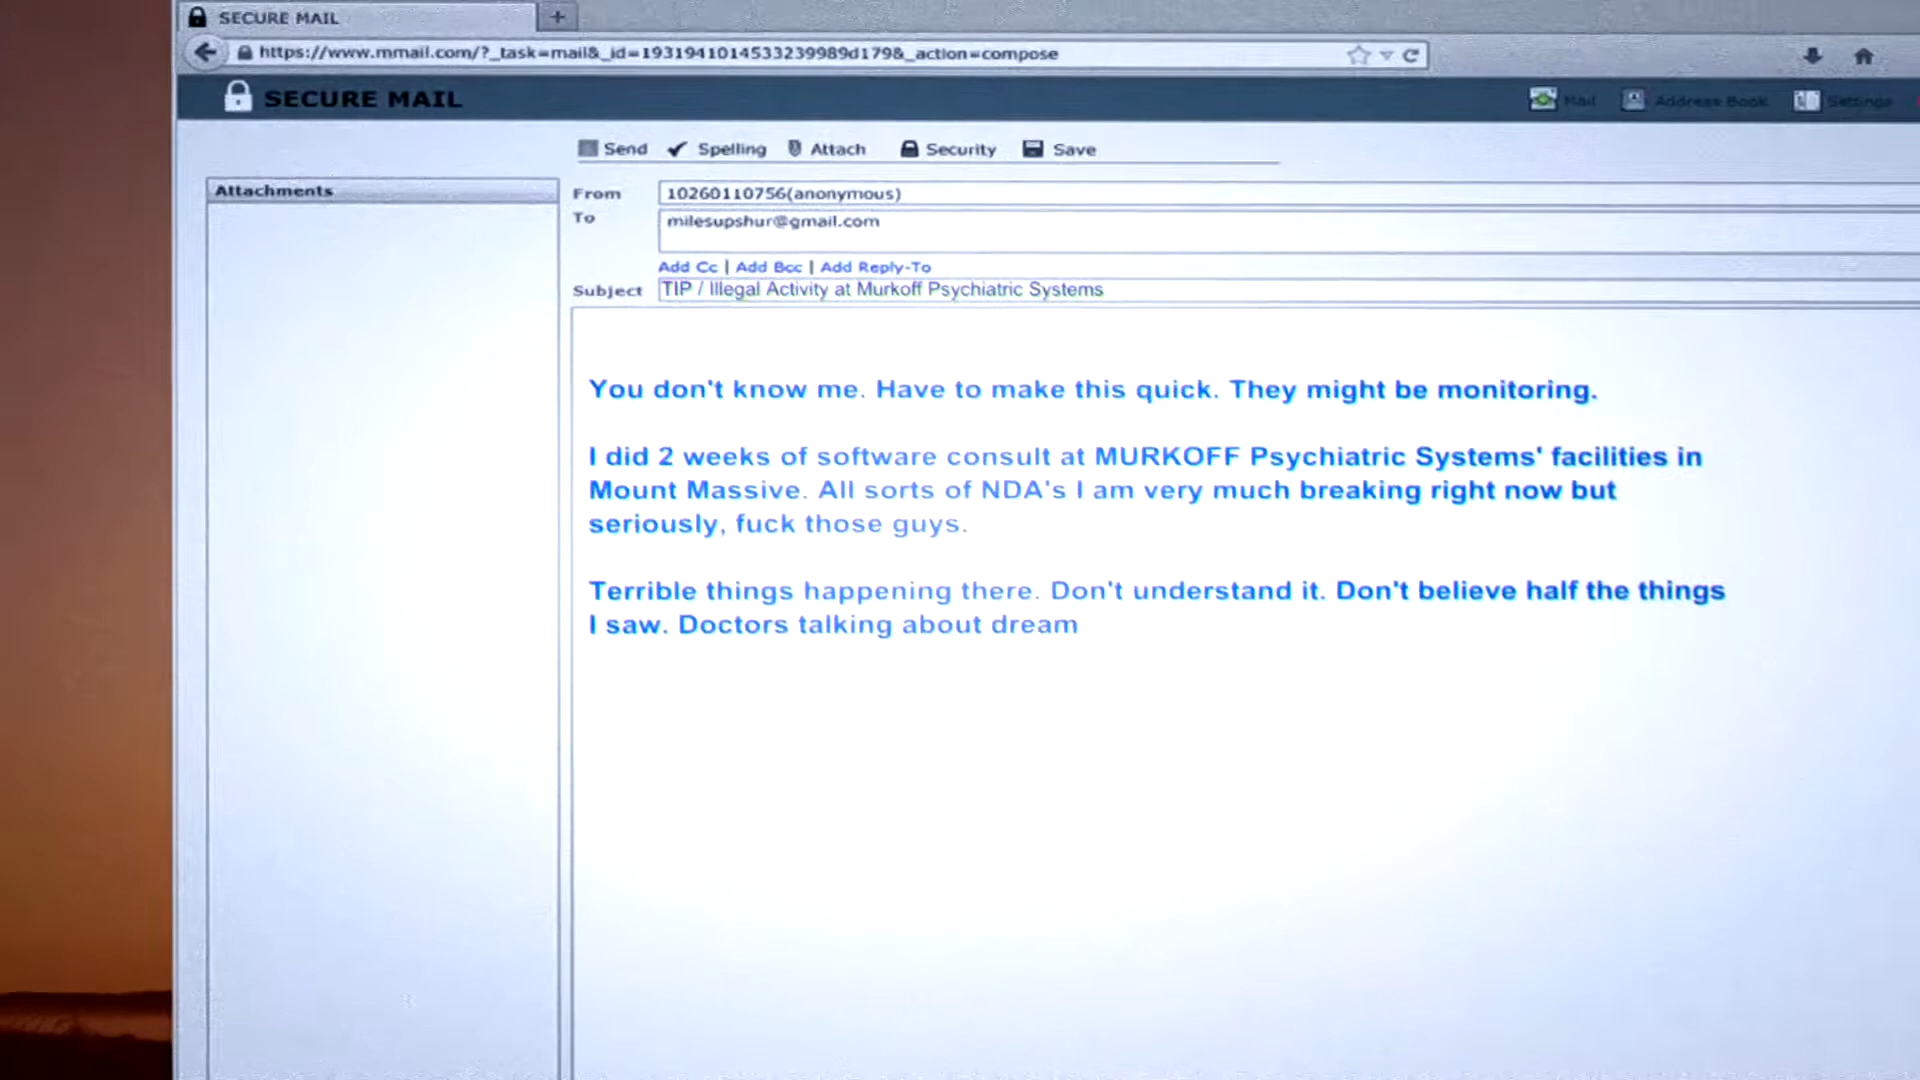 SECURE MAIL
+
https://www.mmail.com/?_task=mail&_id=1931941014533239989d179&_action=compose
SECURE MAIL
Mail Address Book Settings
Send Spelling Attach Security Save
Attachments
From 10260110756(anonymous)
To milesupshur@gmail.com
Add Cc | Add Bcc | Add Reply-To
Subject TIP / Illegal Activity at Murkoff Psychiatric Systems
You don't know me. Have to make this quick. They might be monitoring.
I did 2 weeks of software consult at MURKOFF Psychiatric Systems' facilities in
Mount Massive. All sorts of NDA's I am very much breaking right now but
seriously, fuck those guys.
Terrible things happening there. Don't understand it. Don't believe half the things
I saw. Doctors talking about dream